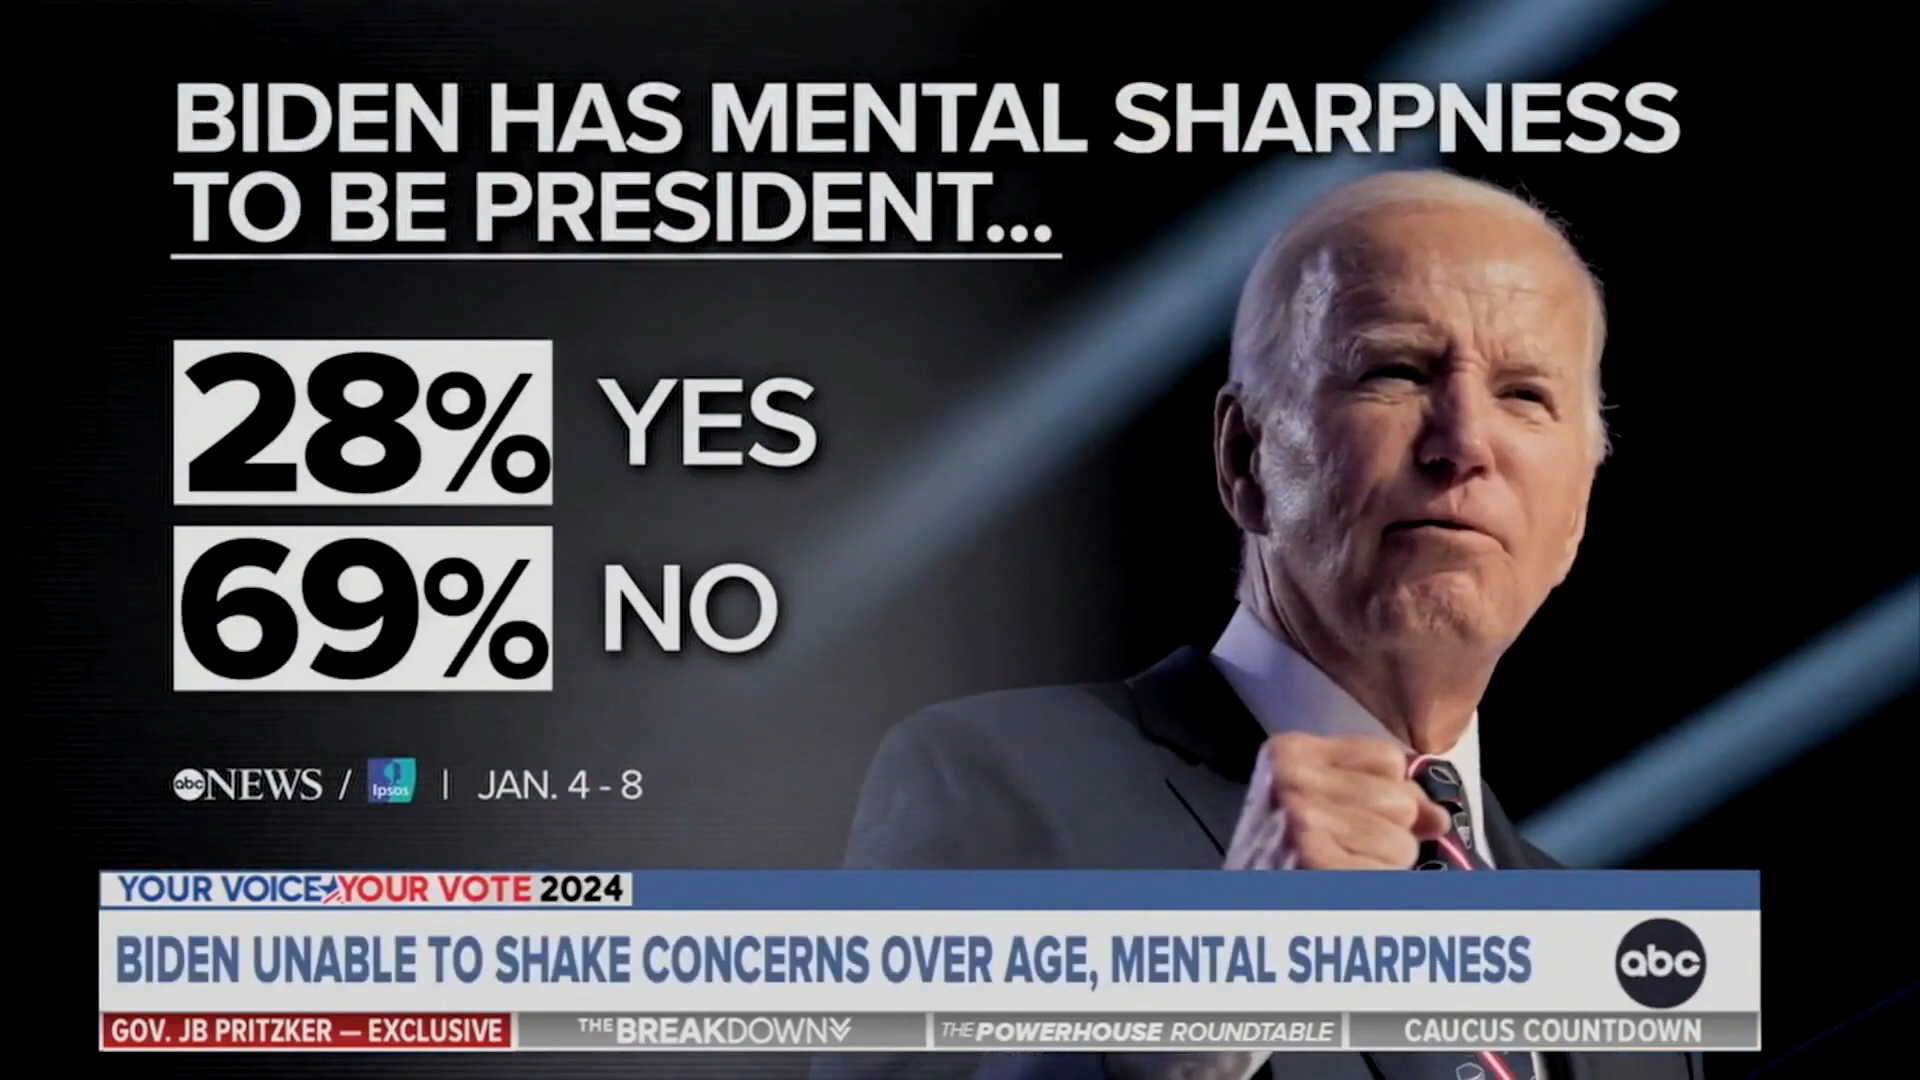 BIDEN HAS MENTAL SHARPNESS
TO BE PRESIDENT...
28% YES
69% NO
abc NEWS / Ipsos | JAN. 4 - 8
YOUR VOICE YOUR VOTE 2024
BIDEN UNABLE TO SHAKE CONCERNS OVER AGE, MENTAL SHARPNESS
abc
GOV. JB PRITZKER — EXCLUSIVE
THE BREAKDOWN
THE POWERHOUSE ROUNDTABLE
CAUCUS COUNTDOWN